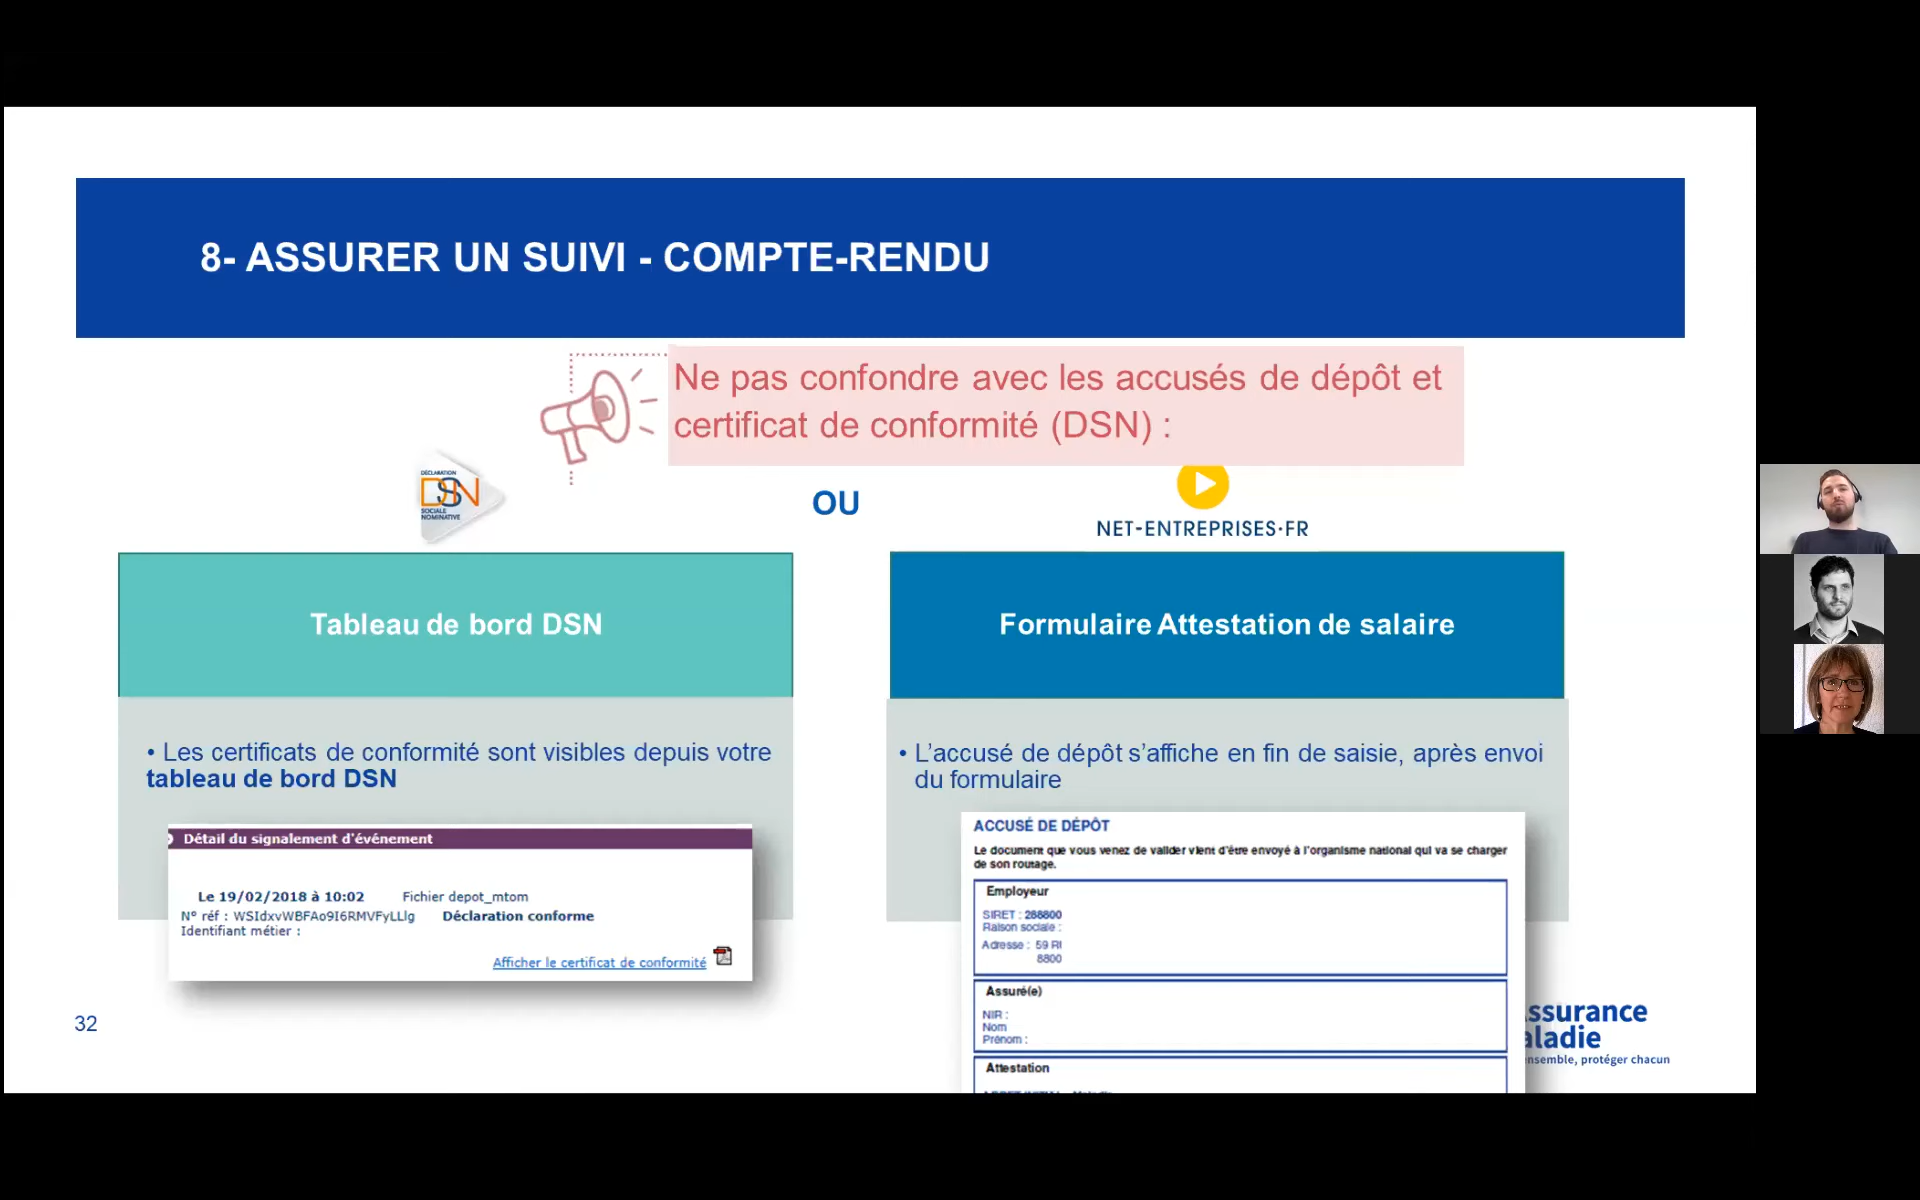 8- ASSURER UN SUIVI - COMPTE-RENDU
Ne pas confondre avec les accusés de dépôt et
certificat de conformité (DSN) :
DÉCLARATION
DSN
SOCIALE
NOMINATIVE
OU
NET-ENTREPRISES·FR
Tableau de bord DSN
• Les certificats de conformité sont visibles depuis votre
tableau de bord DSN
Détail du signalement d'événement
Le 19/02/2018 à 10:02 Fichier depot_mtom
N° réf : WSIdxvWBFAo9I6RMVFyLLlg Déclaration conforme
Identifiant métier :
Afficher le certificat de conformité
Formulaire Attestation de salaire
• L'accusé de dépôt s'affiche en fin de saisie, après envoi
du formulaire
ACCUSÉ DE DÉPÔT
Le document que vous venez de valider vient d'être envoyé à l'organisme national qui va se charger
de son routage.
Employeur
SIRET : 288800
Raison sociale :
Adresse : 59 RI
8800
Assuré(e)
NIR :
Nom
Prénom :
Attestation
32
ssurance
aladie
nsemble, protéger chacun